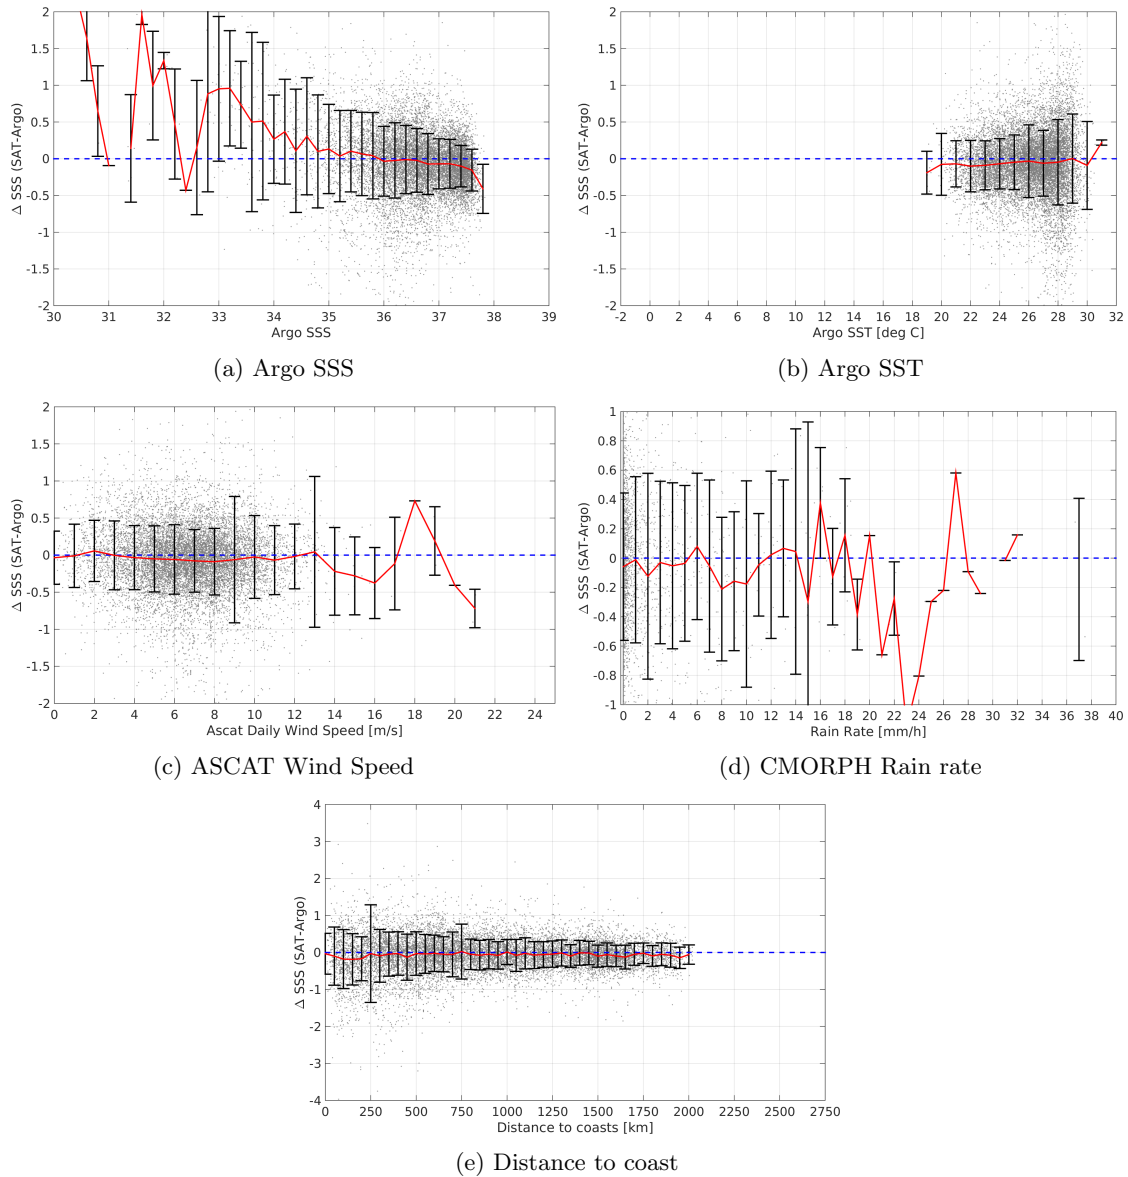 2
1.5
1
0.5
0
-0.5
-1
-1.5
-2
Δ SSS (SAT-Argo)
30 31 32 33 34 35 36 37 38 39
Argo SSS
(a) Argo SSS
2
1.5
1
0.5
0
-0.5
-1
-1.5
-2
Δ SSS (SAT-Argo)
-2 0 2 4 6 8 10 12 14 16 18 20 22 24 26 28 30 32
Argo SST [deg C]
(b) Argo SST
2
1.5
1
0.5
0
-0.5
-1
-1.5
-2
Δ SSS (SAT-Argo)
0 2 4 6 8 10 12 14 16 18 20 22 24
Ascat Daily Wind Speed [m/s]
(c) ASCAT Wind Speed
1
0.8
0.6
0.4
0.2
0
-0.2
-0.4
-0.6
-0.8
-1
Δ SSS (SAT-Argo)
0 2 4 6 8 10 12 14 16 18 20 22 24 26 28 30 32 34 36 38 40
Rain Rate [mm/h]
(d) CMORPH Rain rate
4
3
2
1
0
-1
-2
-3
-4
Δ SSS (SAT-Argo)
0 250 500 750 1000 1250 1500 1750 2000 2250 2500 2750
Distance to coasts [km]
(e) Distance to coast